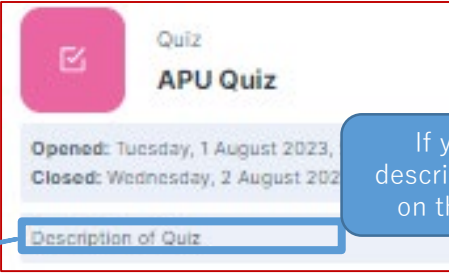 Quiz
APU Quiz
Opened: Tuesday, 1 August 2023,
Closed: Wednesday, 2 August 202
If y
descri
on th
Description of Quiz